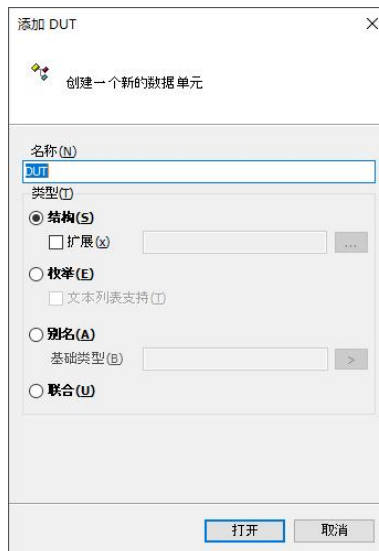 添加 DUT
创建一个新的数据单元
名称(N)
DUT
类型(T)
结构(S)
扩展(x)
...
枚举(E)
文本列表支持(T)
别名(A)
基础类型(B)
>
联合(U)
打开
取消